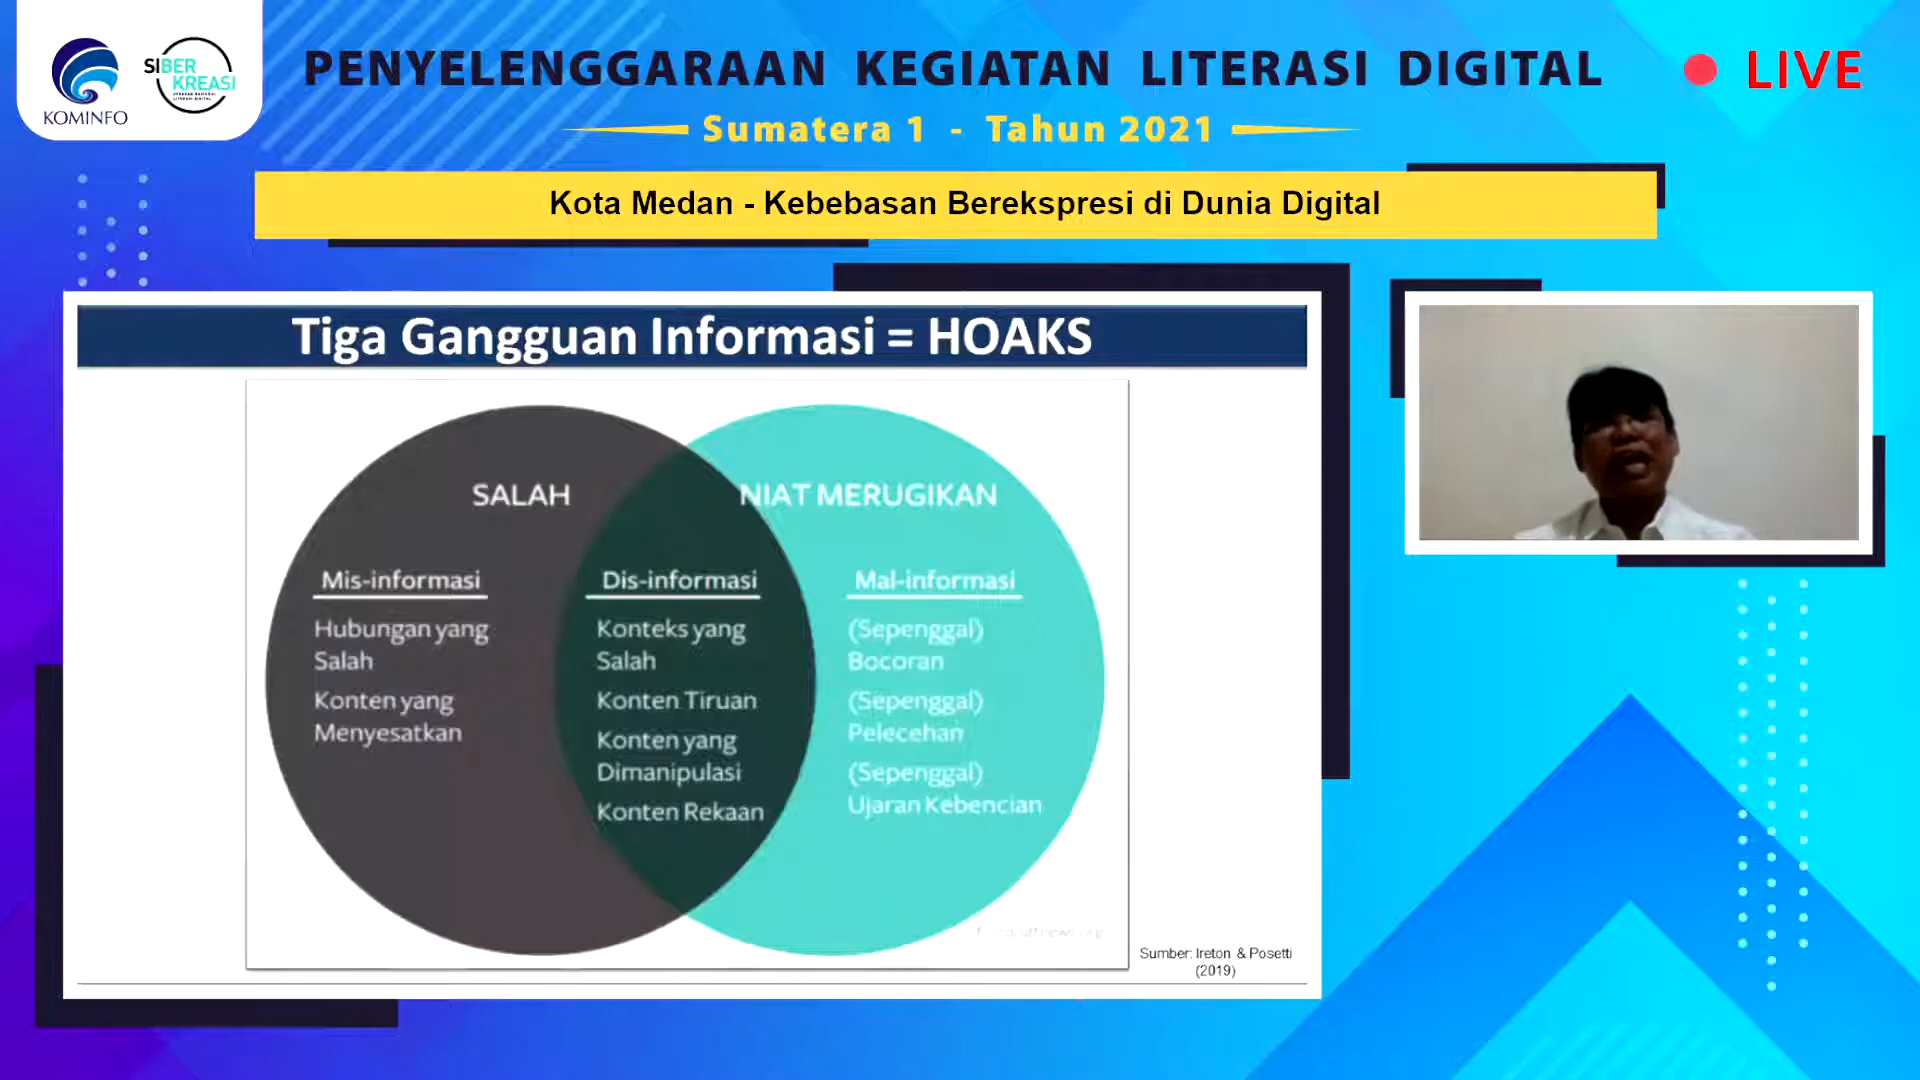 KOMINFO
SIBER
KREASI
PENYELENGGARAAN KEGIATAN LITERASI DIGITAL
LIVE
Sumatera 1 - Tahun 2021
Kota Medan - Kebebasan Berekspresi di Dunia Digital
Tiga Gangguan Informasi = HOAKS
SALAH
Mis-informasi
Hubungan yang
Salah
Konten yang
Menyesatkan
Dis-informasi
Konteks yang
Salah
Konten Tiruan
Konten yang
Dimanipulasi
Konten Rekaan
NIAT MERUGIKAN
Mal-informasi
(Sepenggal)
Bocoran
(Sepenggal)
Pelecehan
(Sepenggal)
Ujaran Kebencian
Sumber: Ireton & Posetti
(2019)